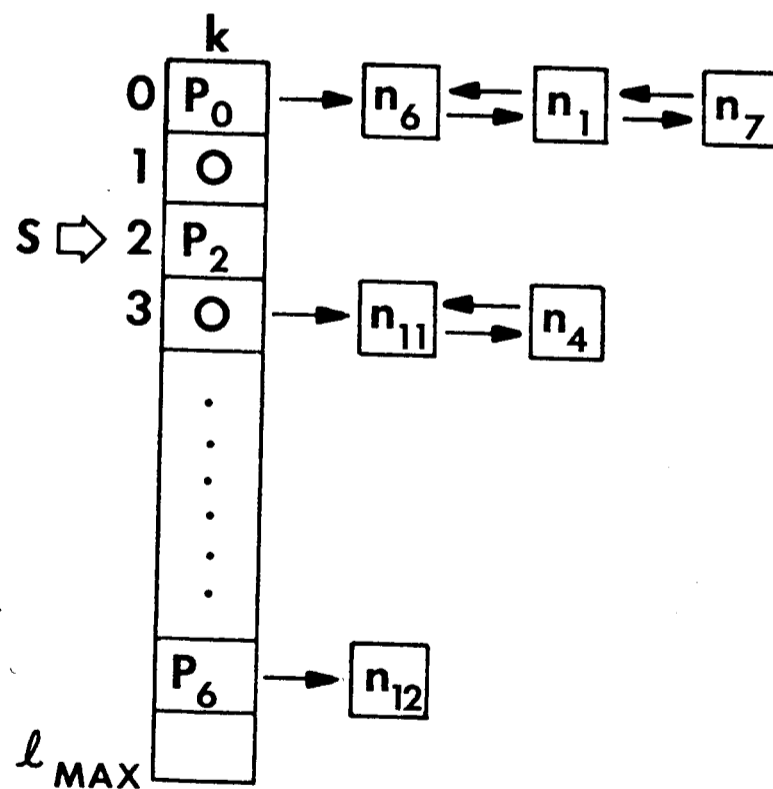 k
0 P0 n6 n1 n7
1 O
S 2 P2
3 O n11 n4
P6 n12
ℓMAX